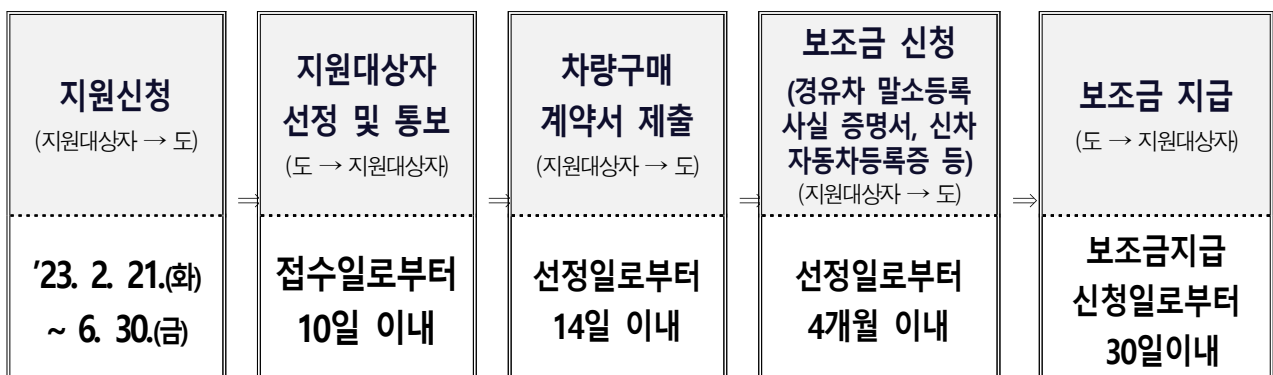 지원신청
(지원대상자 → 도)
'23. 2. 21.(화)
~ 6. 30.(금)
⇒
지원대상자
선정 및 통보
(도 → 지원대상자)
접수일로부터
10일 이내
⇒
차량구매
계약서 제출
(지원대상자 → 도)
선정일로부터
14일 이내
⇒
보조금 신청
(경유차 말소등록
사실 증명서, 신차
자동차등록증 등)
(지원대상자 → 도)
선정일로부터
4개월 이내
⇒
보조금 지급
(도 → 지원대상자)
보조금지급
신청일로부터
30일이내